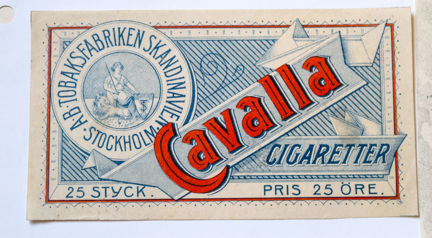 A.B. TOBAKSFABRIKEN SKANDINAVIEN
STOCKHOLM
Cavalla
CIGARETTER
25 STYCK.
PRIS 25 ÖRE.